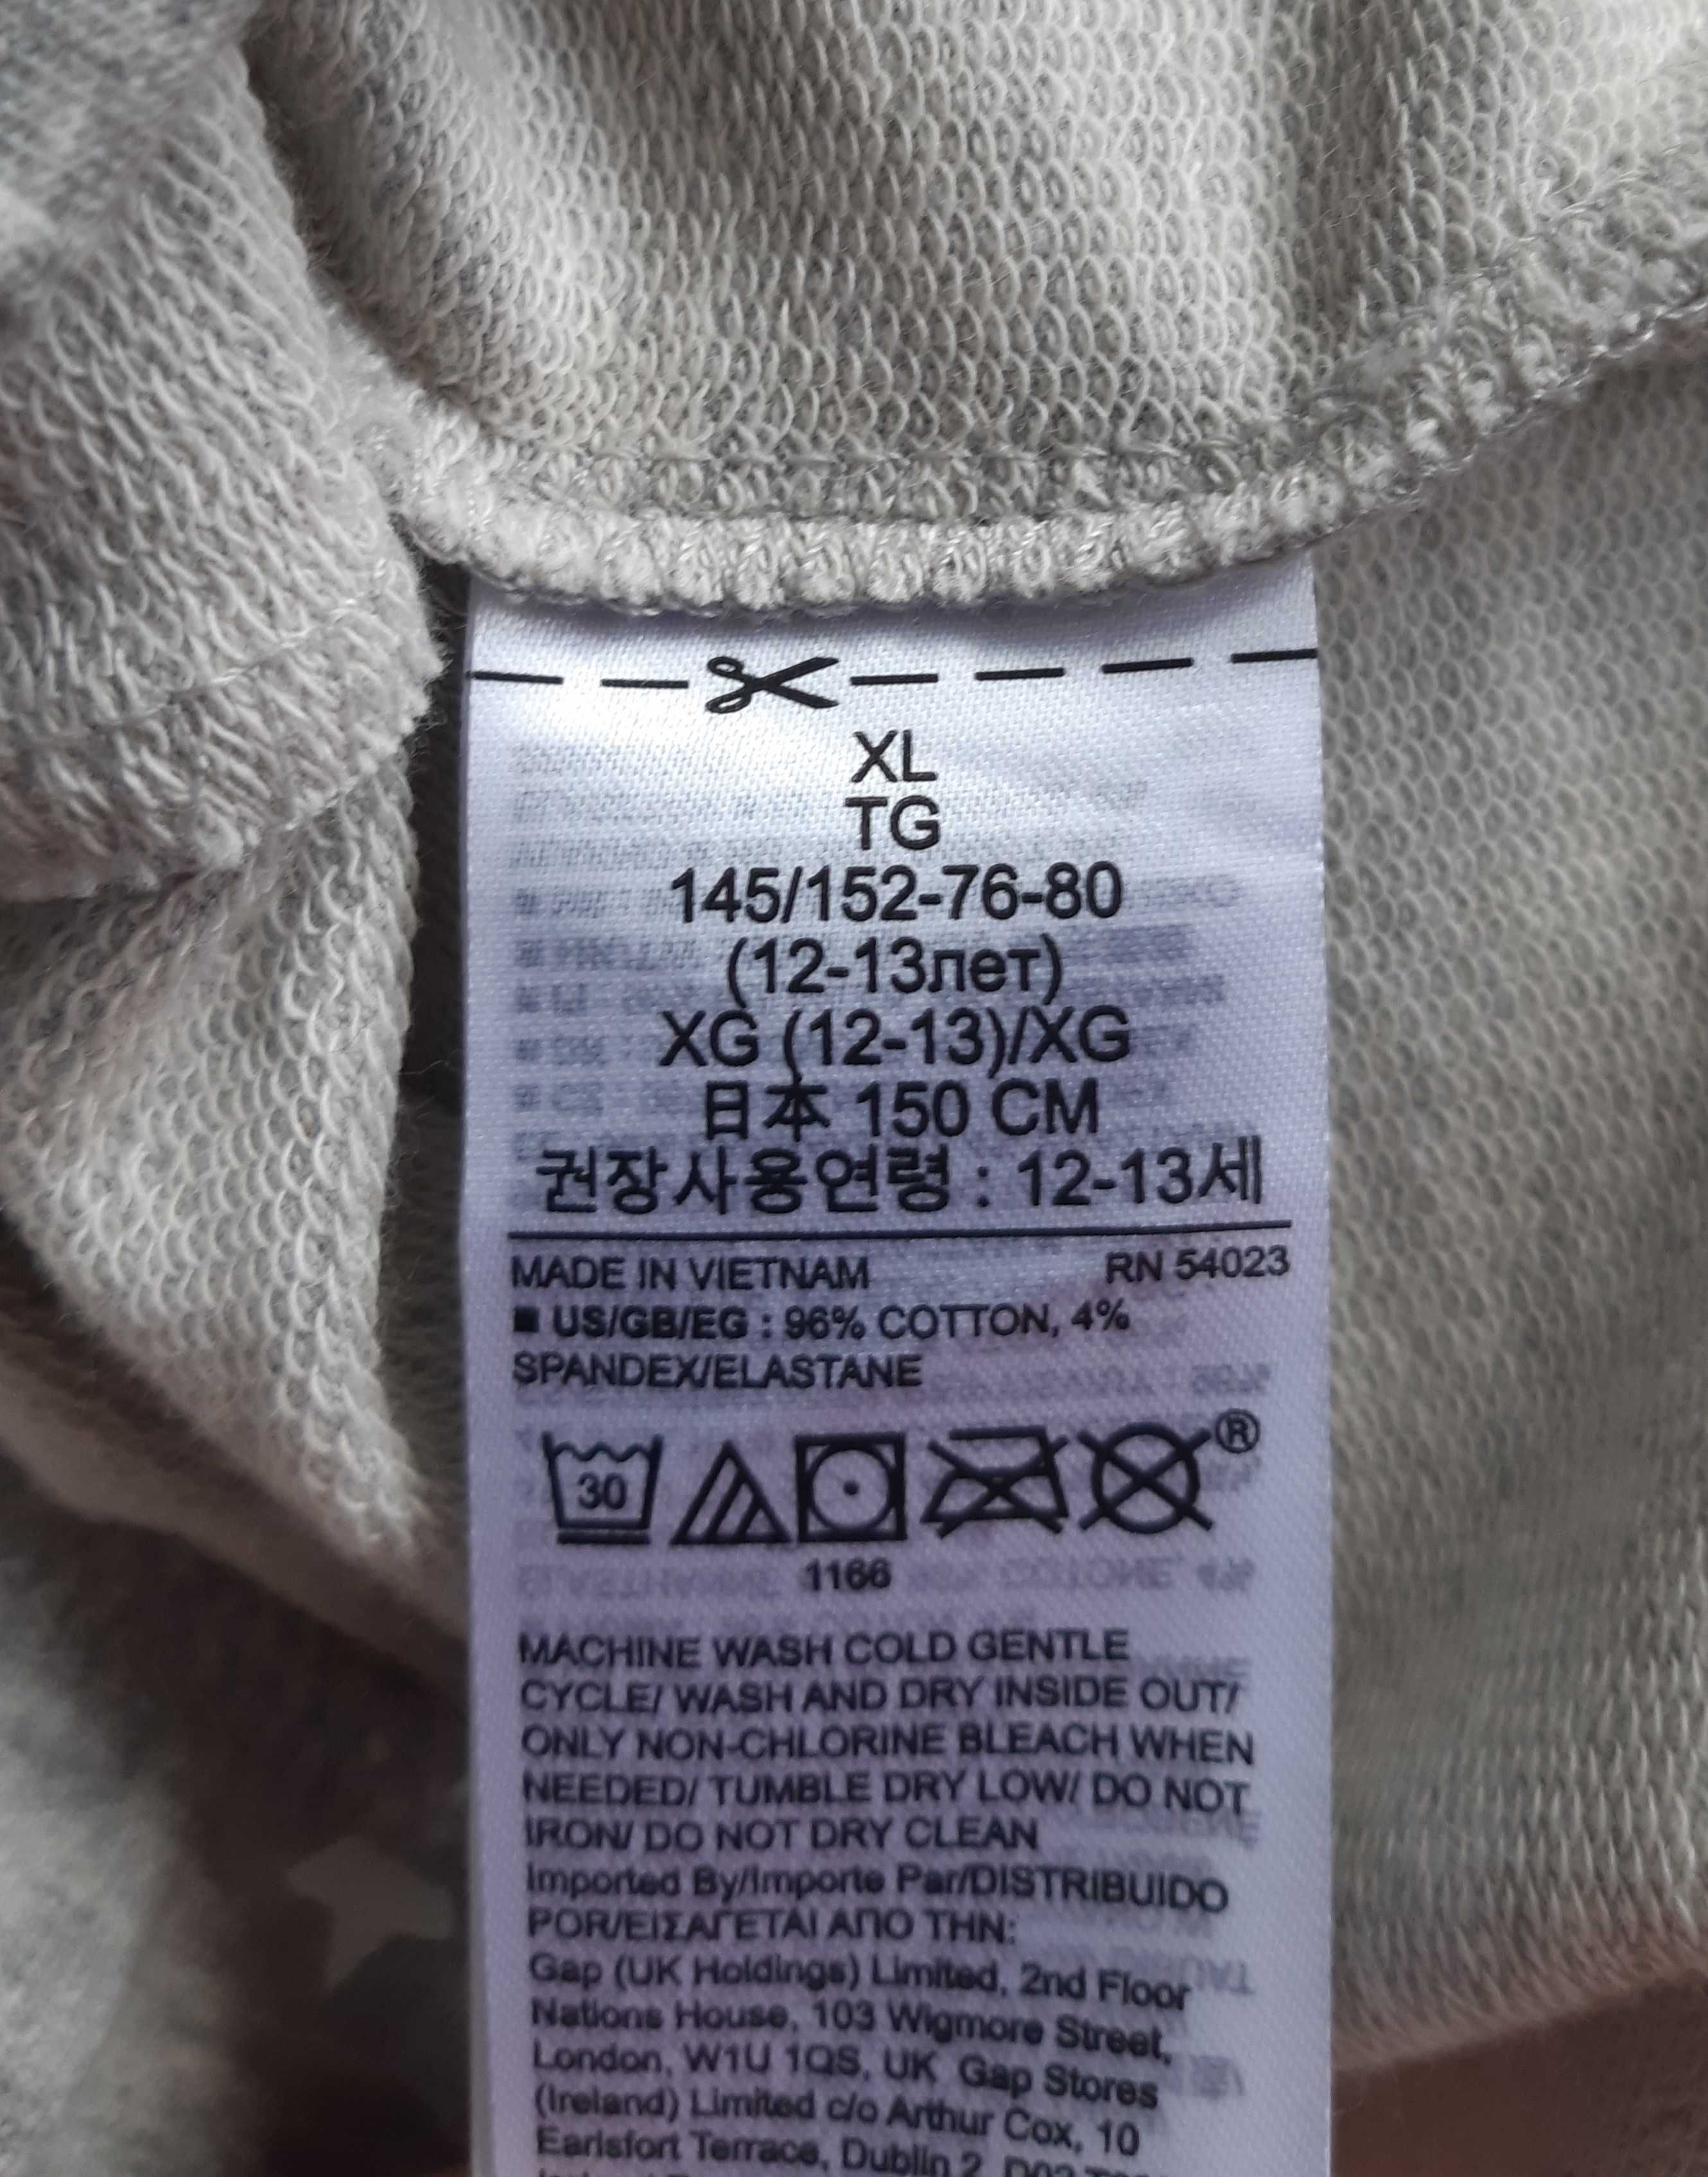 XL
TG
145/152-76-80
(12-13лет)
XG (12-13)/XG
日本 150 CM
권장사용연령 : 12-13세
MADE IN VIETNAM RN 54023
■ US/GB/EG : 96% COTTON, 4%
SPANDEX/ELASTANE
30 ®
1166
MACHINE WASH COLD GENTLE
CYCLE/ WASH AND DRY INSIDE OUT/
ONLY NON-CHLORINE BLEACH WHEN
NEEDED/ TUMBLE DRY LOW/ DO NOT
IRON/ DO NOT DRY CLEAN
Imported By/Importe Par/DISTRIBUIDO
POR/ΕΙΣΑΓΕΤΑΙ ΑΠΟ ΤΗΝ:
Gap (UK Holdings) Limited, 2nd Floor
Nations House, 103 Wigmore Street,
London, W1U 1QS, UK Gap Stores
(Ireland) Limited c/o Arthur Cox, 10
Earlsfort Terrace, Dublin 2, D02